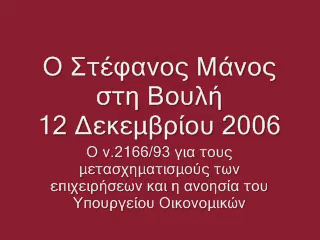 Ο Στέφανος Μάνος
στη Βουλή
12 Δεκεμβρίου 2006
Ο ν.2166/93 για τους
μετασχηματισμούς των
επιχειρήσεων και η ανοησία του
Υπουργείου Οικονομικών